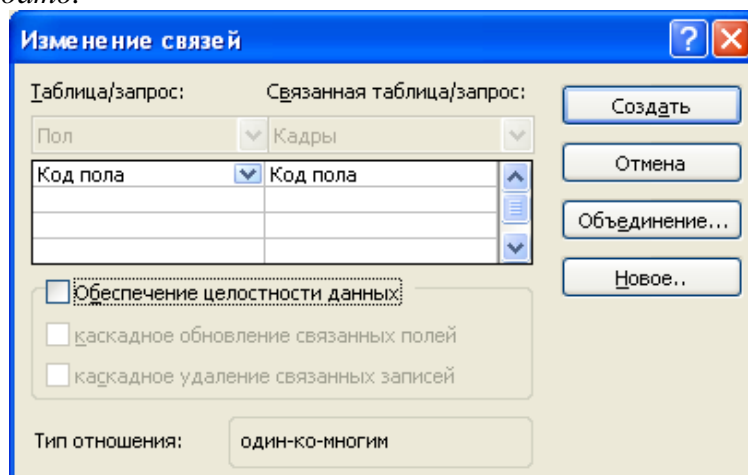 Изменение связей
Таблица/запрос: Связанная таблица/запрос:
Пол Кадры
Код пола Код пола
Создать
Отмена
Объединение...
Новое..
Обеспечение целостности данных
каскадное обновление связанных полей
каскадное удаление связанных записей
Тип отношения: один-ко-многим